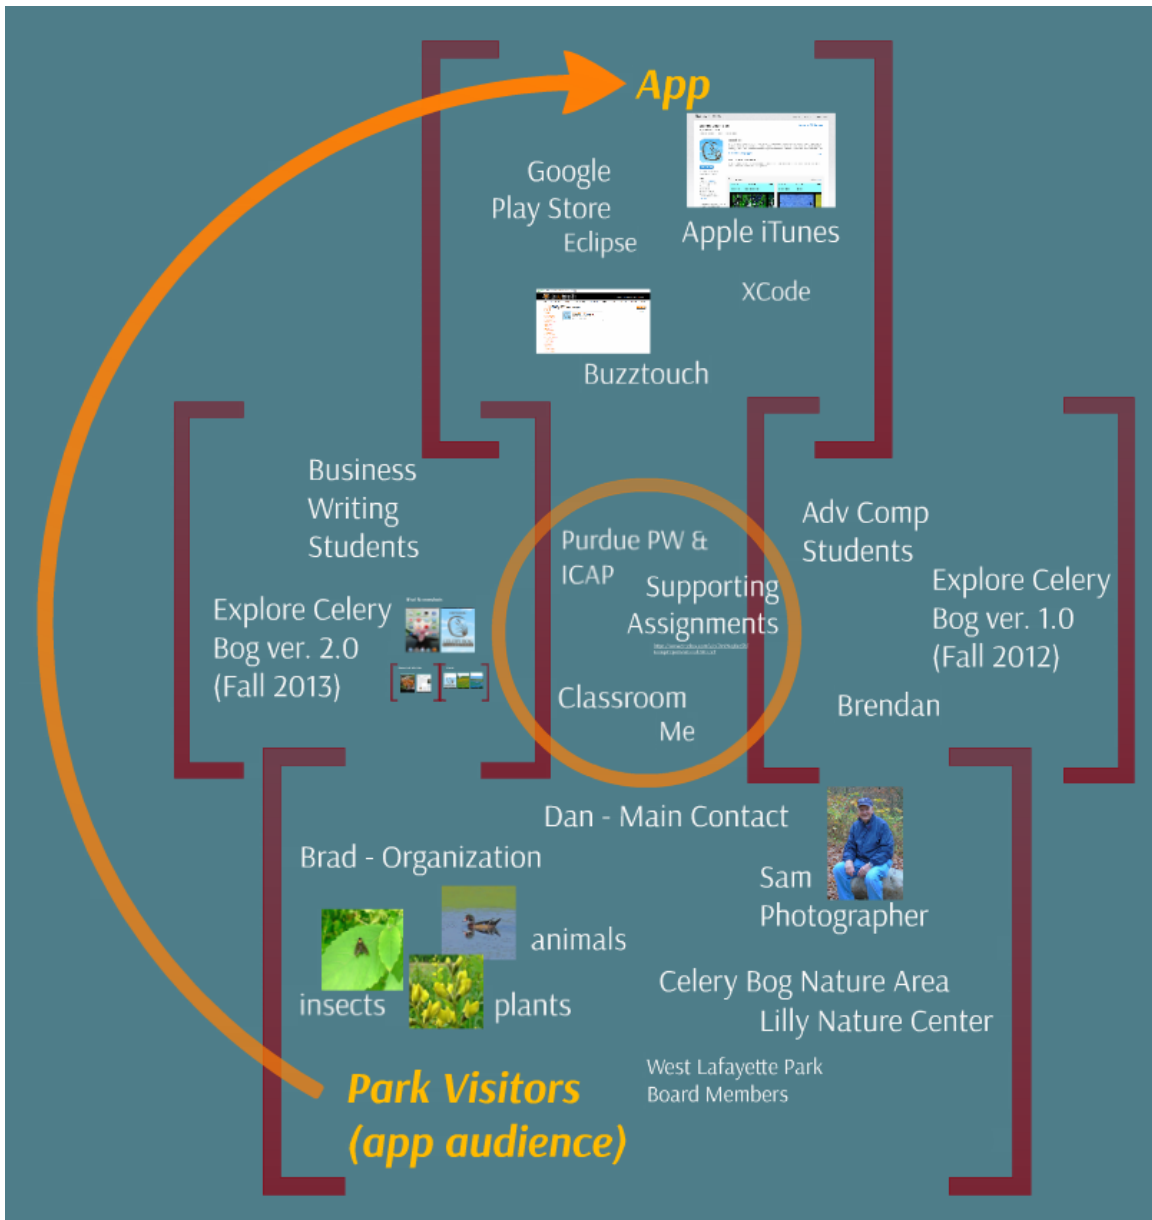 App
Google
Play Store
Eclipse
Apple iTunes
XCode
Buzztouch
Business
Writing
Students
Explore Celery
Bog ver. 2.0
(Fall 2013)
Purdue PW &
ICAP
Supporting
Assignments
Classroom
Me
Adv Comp
Students
Explore Celery
Bog ver. 1.0
(Fall 2012)
Brendan
Dan - Main Contact
Brad - Organization
Sam
Photographer
animals
insects
plants
Celery Bog Nature Area
Lilly Nature Center
West Lafayette Park
Board Members
Park Visitors
(app audience)